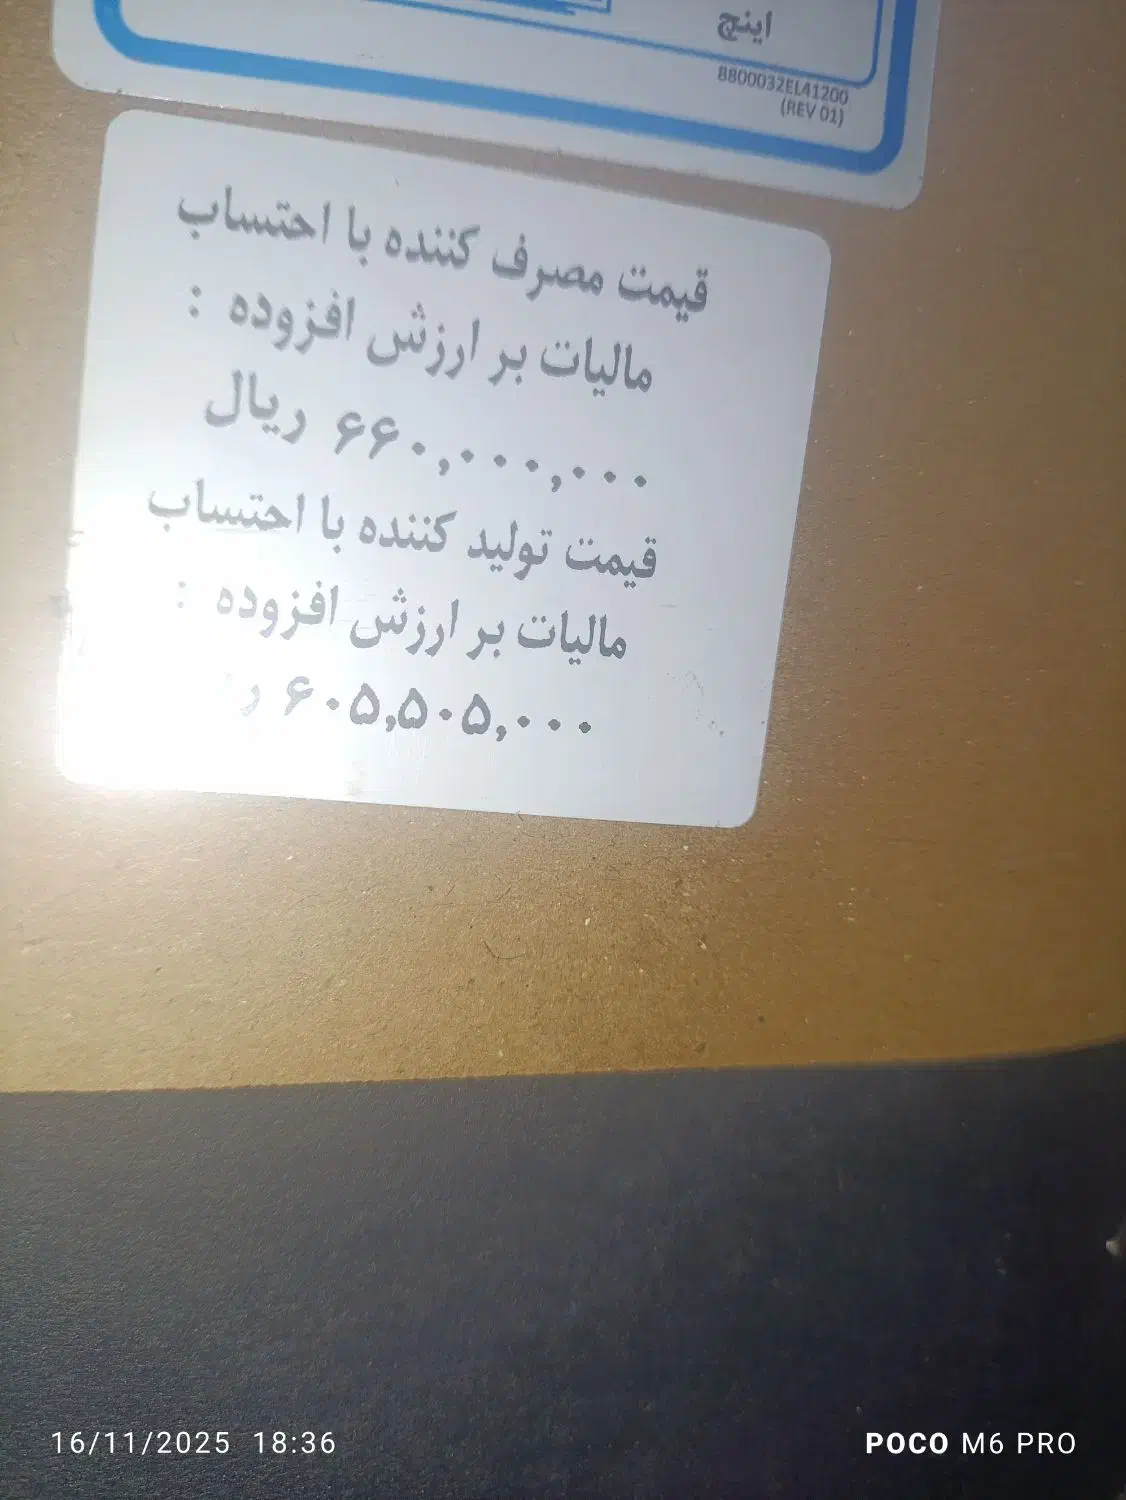 اینچ
8800032EL41200
(REV 01)
قیمت مصرف کننده با احتساب
مالیات بر ارزش افزوده :
۶۶۰,۰۰۰,۰۰۰ ریال
قیمت تولید کننده با احتساب
مالیات بر ارزش افزوده :
۶۰۵,۵۰۵,۰۰۰
16/11/2025 18:36
POCO M6 PRO